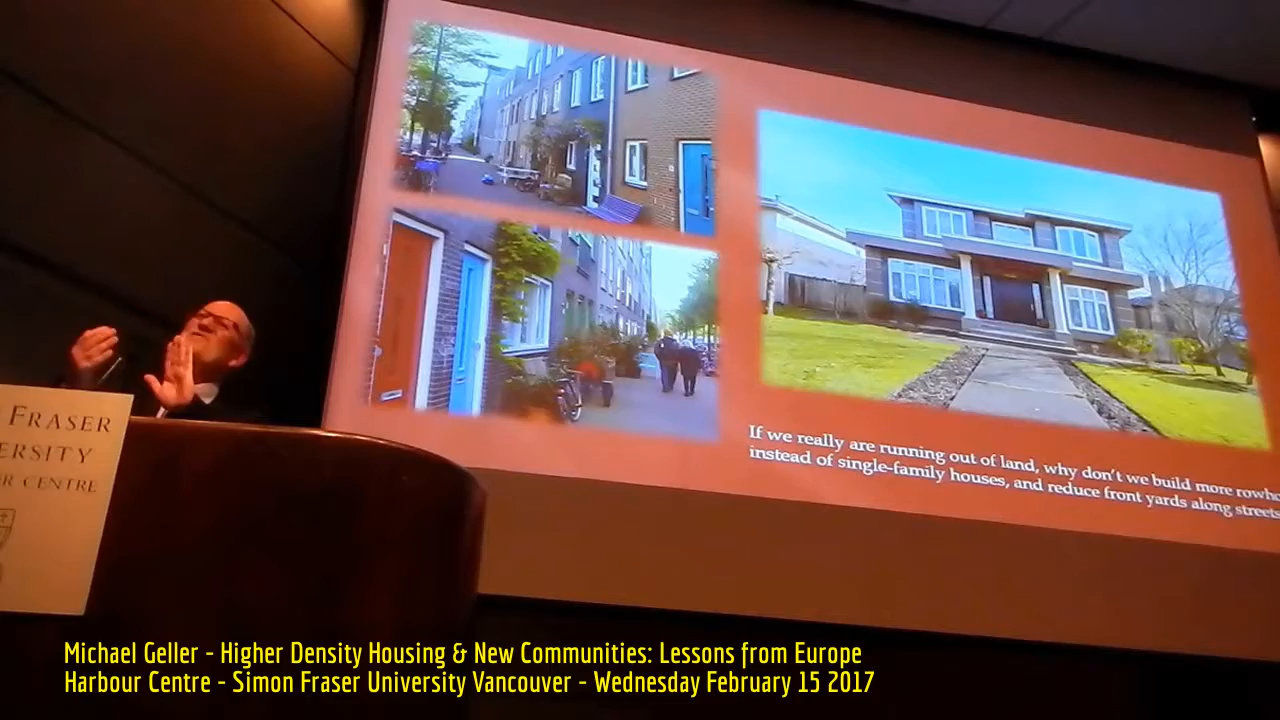 FRASER
ERSITY
R CENTRE
If we really are running out of land, why don't we build more rowho
instead of single-family houses, and reduce front yards along streets
Michael Geller - Higher Density Housing & New Communities: Lessons from Europe
Harbour Centre - Simon Fraser University Vancouver - Wednesday February 15 2017